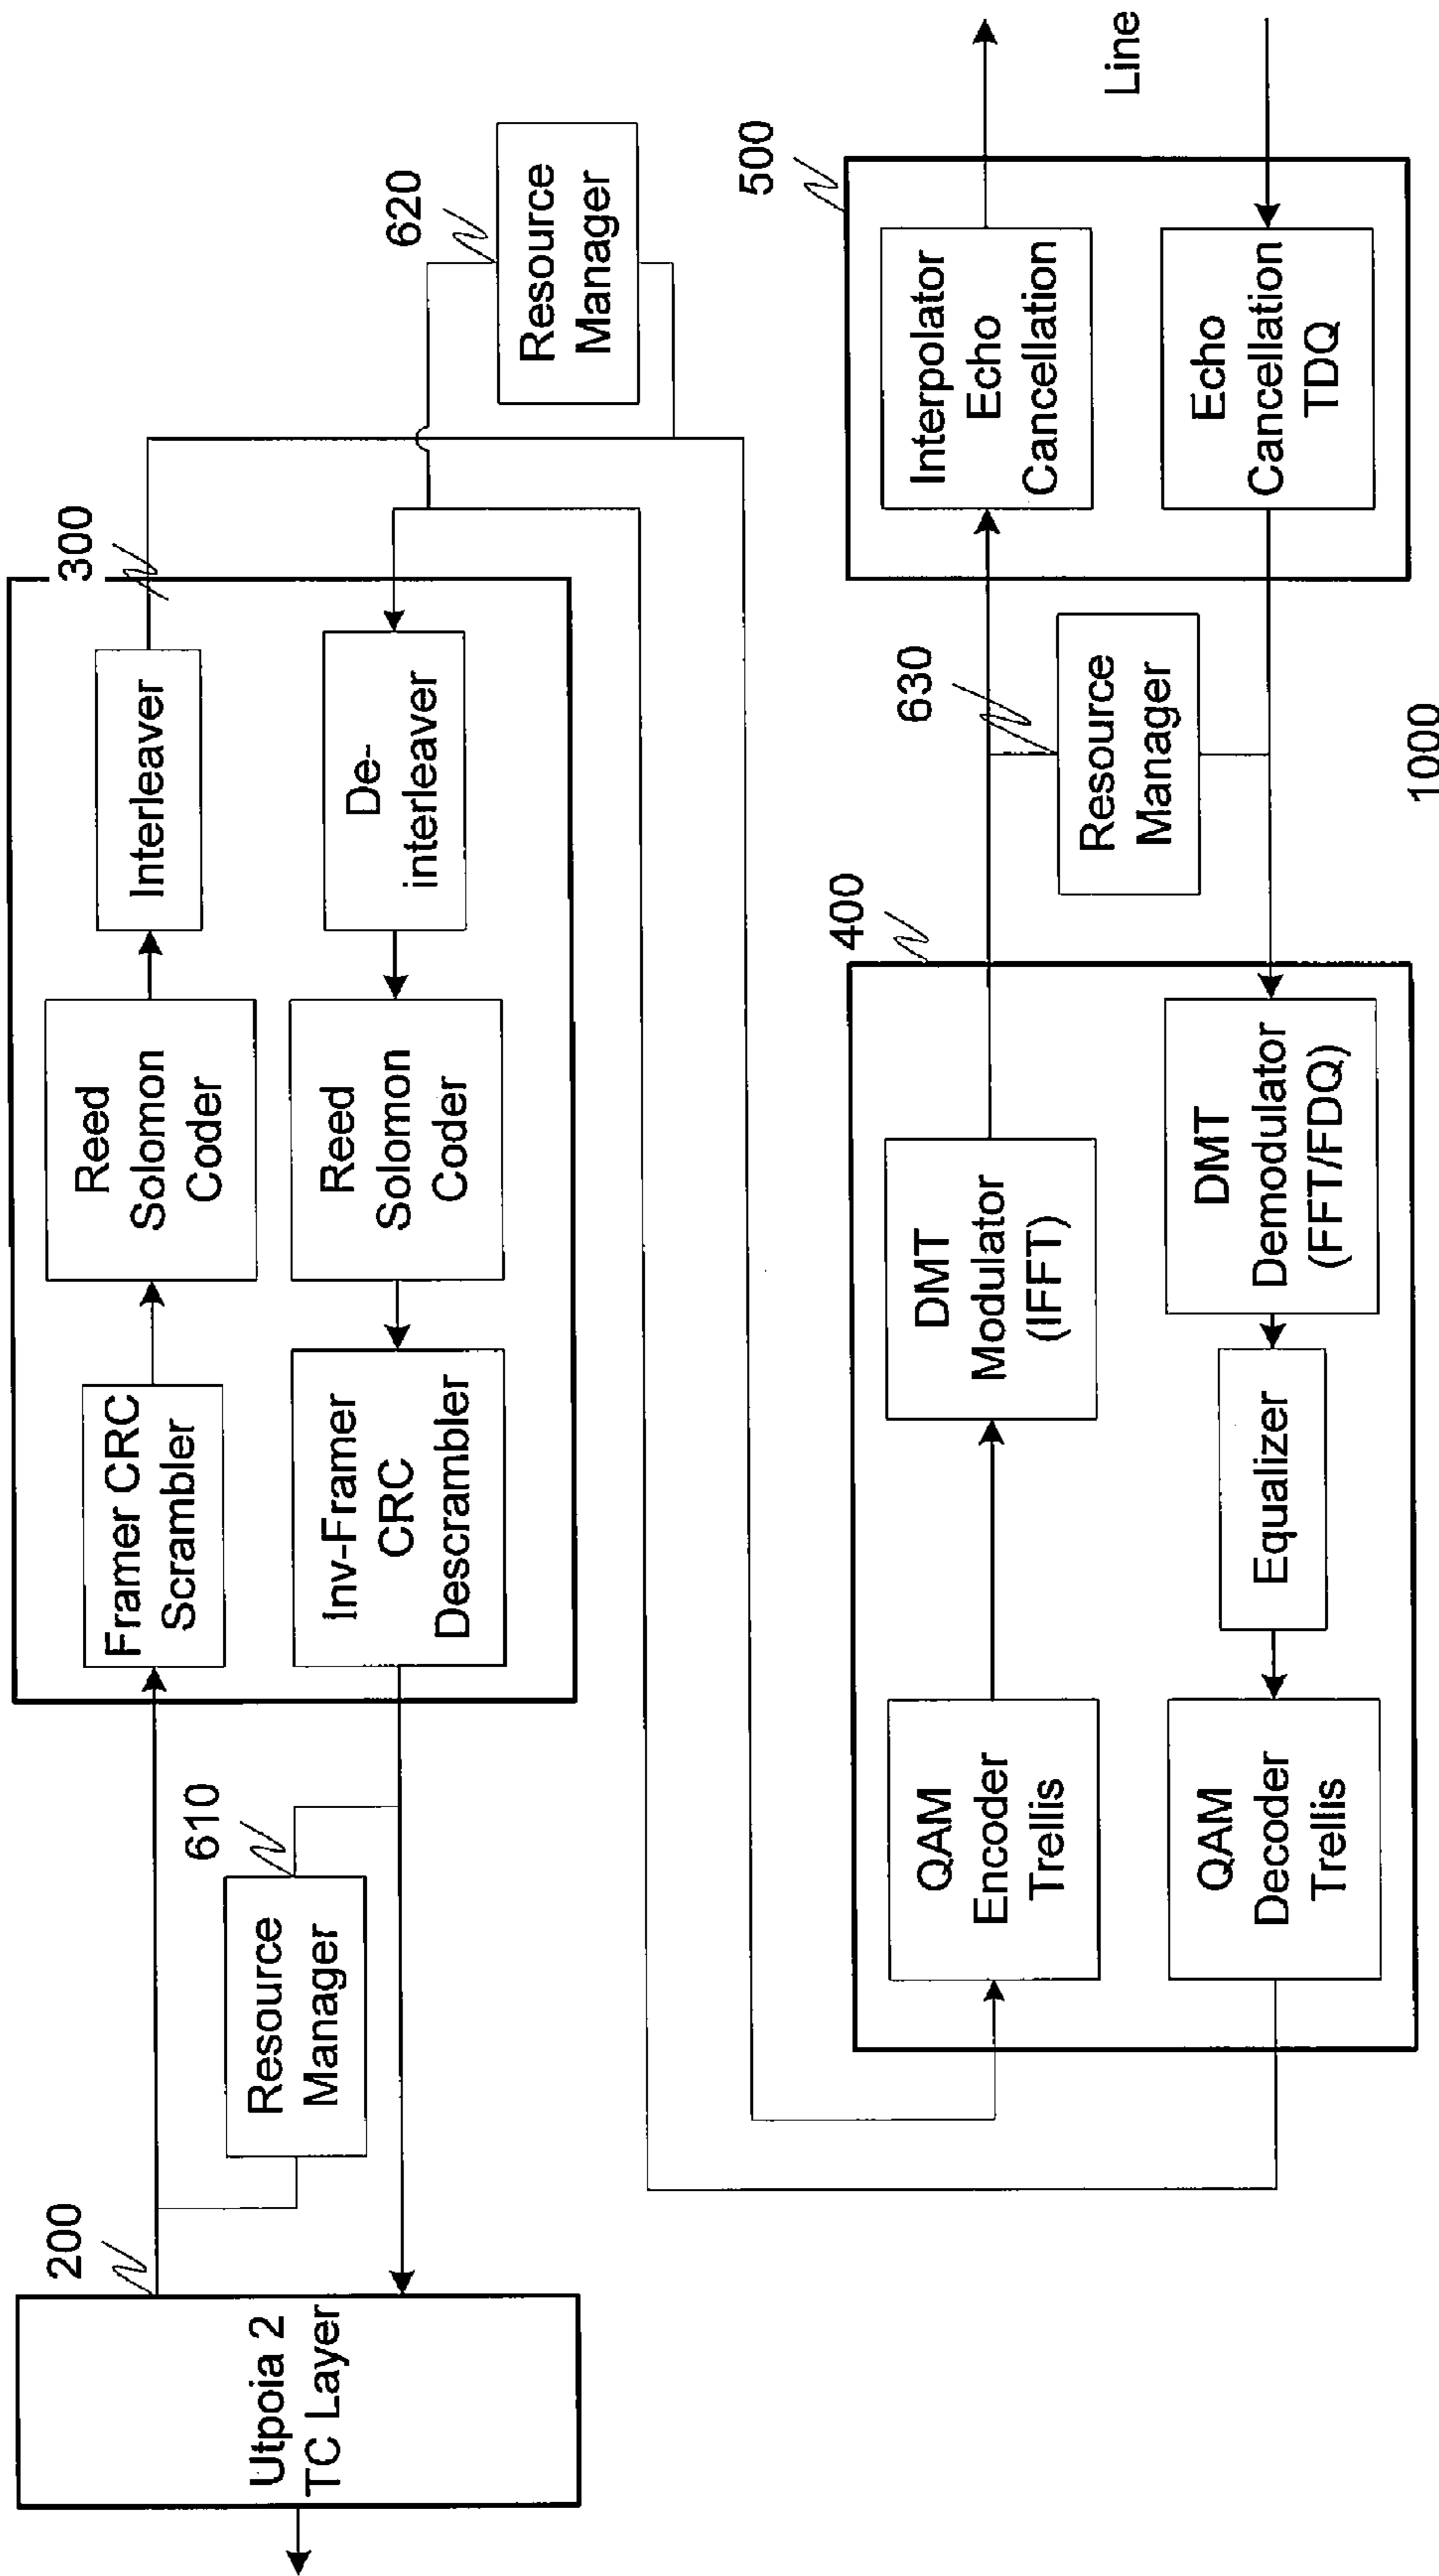 200
Utpoia 2
TC Layer
610
Resource
Manager
300
Framer CRC
Scrambler
Reed
Solomon
Coder
Interleaver
Inv-Framer
CRC
Descrambler
Reed
Solomon
Coder
De-
interleaver
620
Resource
Manager
400
QAM
Encoder
Trellis
DMT
Modulator
(IFFT)
QAM
Decoder
Trellis
Equalizer
DMT
Demodulator
(FFT/FDQ)
630
Resource
Manager
500
Interpolator
Echo
Cancellation
Echo
Cancellation
TDQ
Line
1000